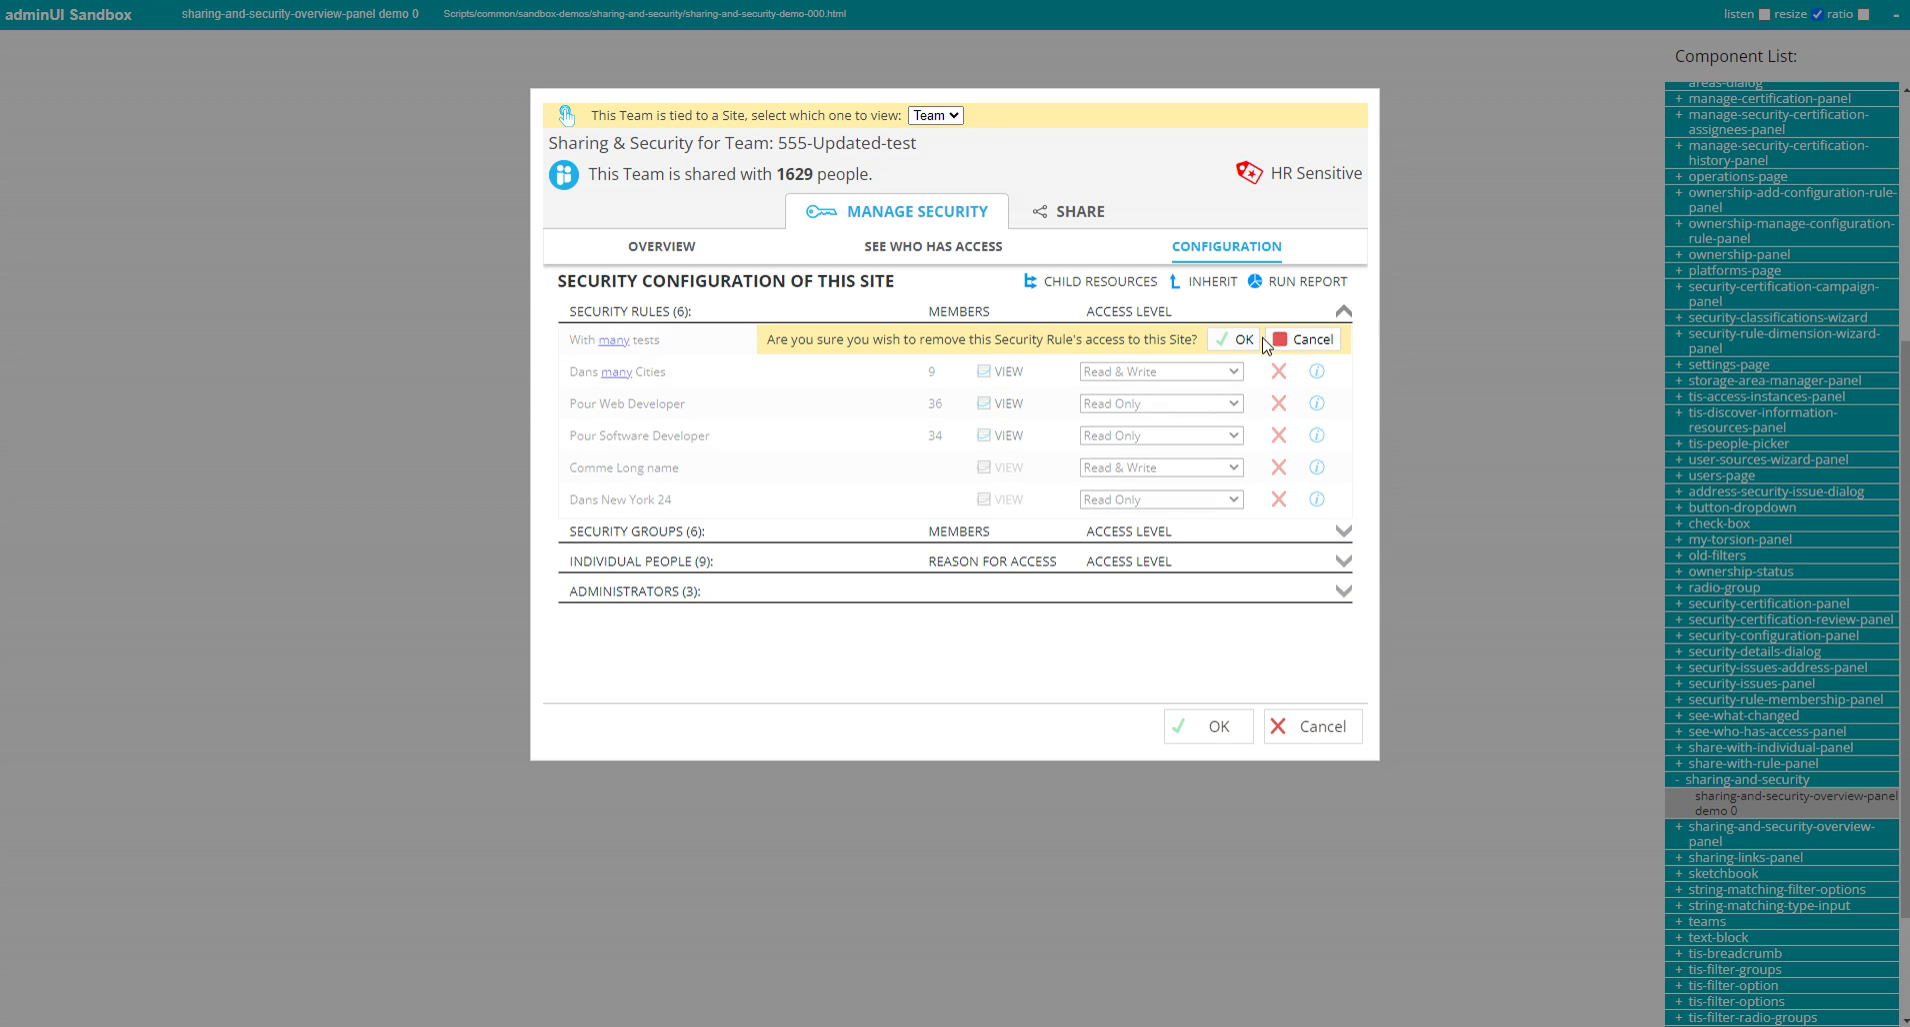 adminUI Sandbox sharing-and-security-overview-panel demo 0 Scripts/common/sandbox-demos/sharing-and-security/sharing-and-security-demo-000.html listen resize ratio -
This Team is tied to a Site, select which one to view: Team
Sharing & Security for Team: 555-Updated-test
This Team is shared with 1629 people. HR Sensitive
MANAGE SECURITY SHARE
OVERVIEW SEE WHO HAS ACCESS CONFIGURATION
SECURITY CONFIGURATION OF THIS SITE CHILD RESOURCES INHERIT RUN REPORT
SECURITY RULES (6): MEMBERS ACCESS LEVEL
With many tests Are you sure you wish to remove this Security Rule's access to this Site? OK Cancel
Dans many Cities 9 VIEW Read & Write
Pour Web Developer 36 VIEW Read Only
Pour Software Developer 34 VIEW Read Only
Comme Long name VIEW Read & Write
Dans New York 24 VIEW Read Only
SECURITY GROUPS (6): MEMBERS ACCESS LEVEL
INDIVIDUAL PEOPLE (9): REASON FOR ACCESS ACCESS LEVEL
ADMINISTRATORS (3):
OK Cancel
Component List:
areas-dialog
+ manage-certification-panel
+ manage-security-certification-
assignees-panel
+ manage-security-certification-
history-panel
+ operations-page
+ ownership-add-configuration-rule-
panel
+ ownership-manage-configuration-
rule-panel
+ ownership-panel
+ platforms-page
+ security-certification-campaign-
panel
+ security-classifications-wizard
+ security-rule-dimension-wizard-
panel
+ settings-page
+ storage-area-manager-panel
+ tis-access-instances-panel
+ tis-discover-information-
resources-panel
+ tis-people-picker
+ user-sources-wizard-panel
+ users-page
+ address-security-issue-dialog
+ button-dropdown
+ check-box
+ my-torsion-panel
+ old-filters
+ ownership-status
+ radio-group
+ security-certification-panel
+ security-certification-review-panel
+ security-configuration-panel
+ security-details-dialog
+ security-issues-address-panel
+ security-issues-panel
+ security-rule-membership-panel
+ see-what-changed
+ see-who-has-access-panel
+ share-with-individual-panel
+ share-with-rule-panel
- sharing-and-security
sharing-and-security-overview-panel
demo 0
+ sharing-and-security-overview-
panel
+ sharing-links-panel
+ sketchbook
+ string-matching-filter-options
+ string-matching-type-input
+ teams
+ text-block
+ tis-breadcrumb
+ tis-filter-groups
+ tis-filter-option
+ tis-filter-options
+ tis-filter-radio-groups